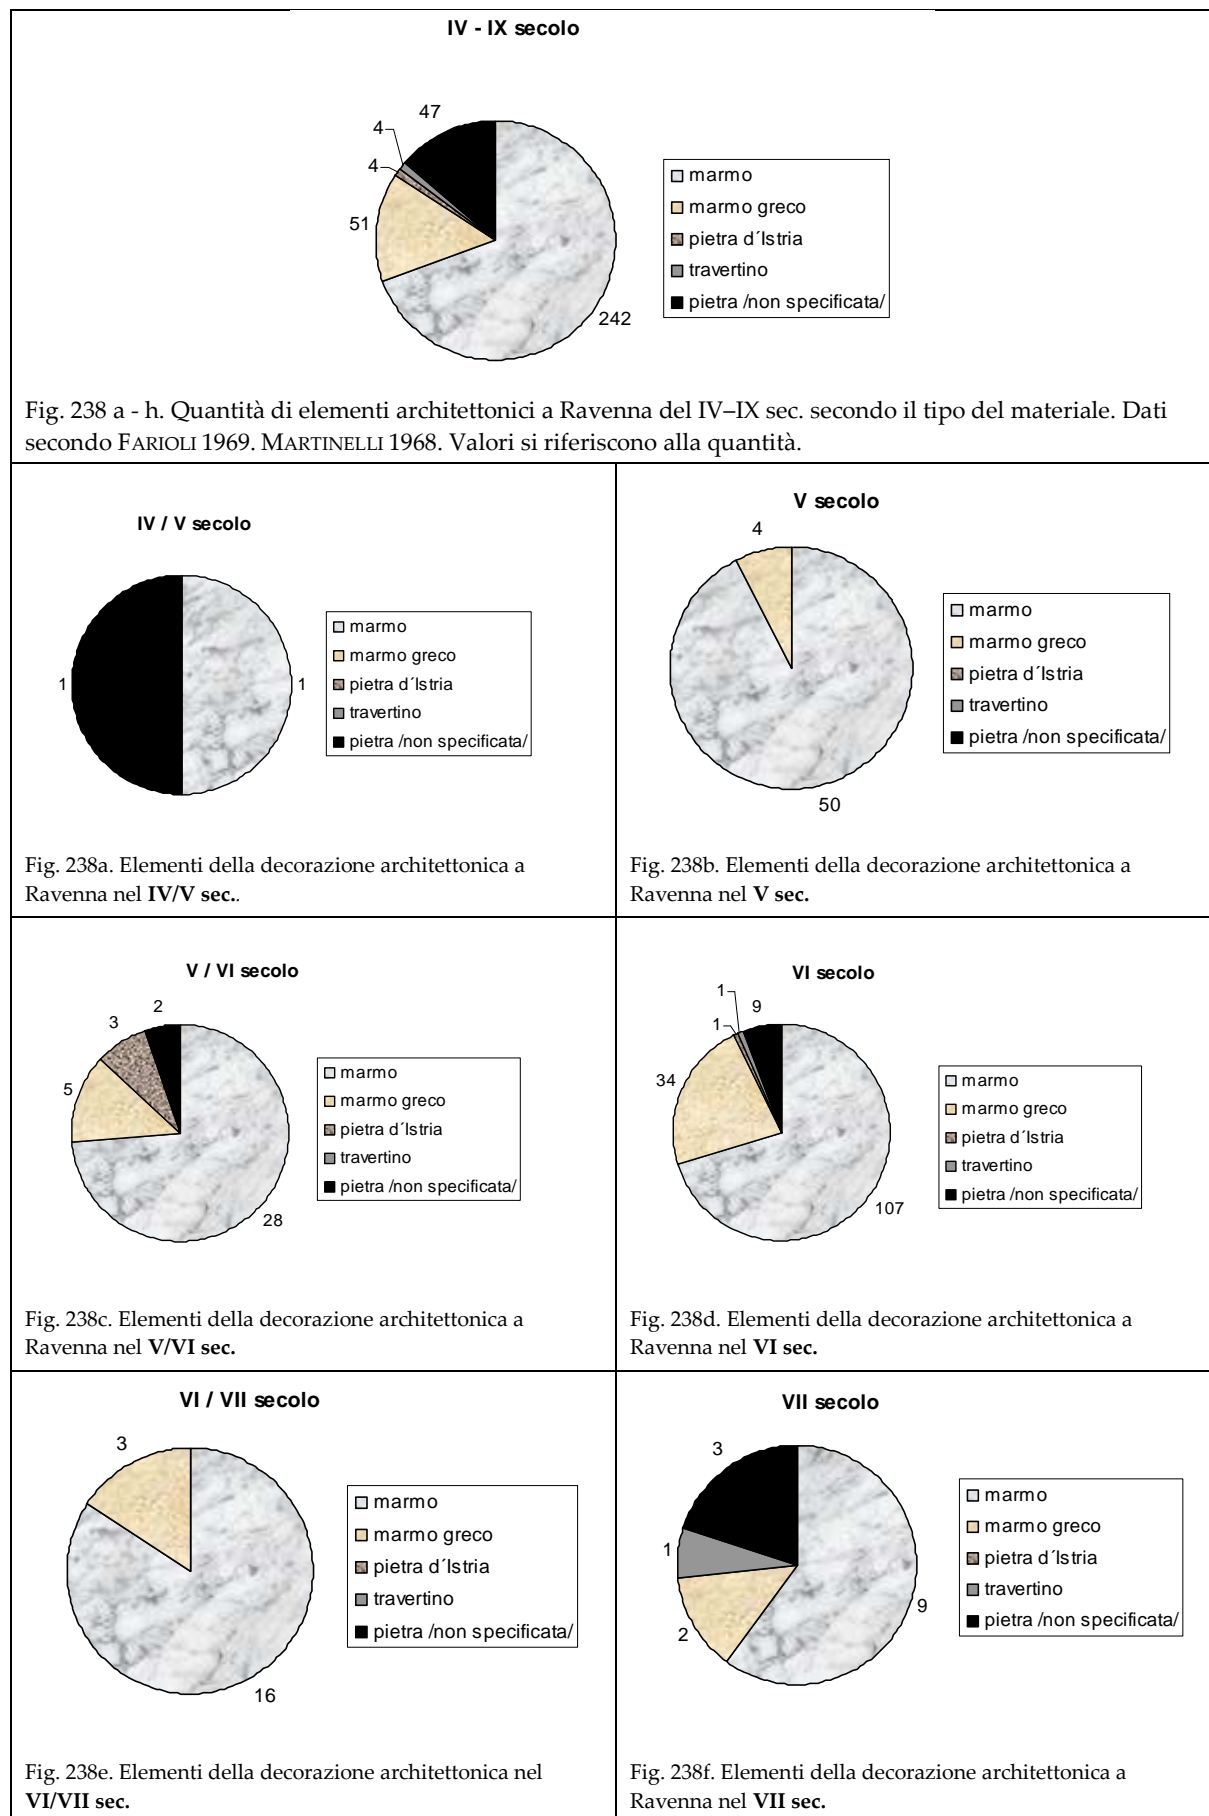 IV - IX secolo
47
4
4
51
242
marmo
marmo greco
pietra d´Istria
travertino
pietra /non specificata/
Fig. 238 a - h. Quantità di elementi architettonici a Ravenna del IV–IX sec. secondo il tipo del materiale. Dati
secondo FARIOLI 1969. MARTINELLI 1968. Valori si riferiscono alla quantità.
IV / V secolo
1
1
marmo
marmo greco
pietra d´Istria
travertino
pietra /non specificata/
Fig. 238a. Elementi della decorazione architettonica a
Ravenna nel IV/V sec..
V secolo
4
50
marmo
marmo greco
pietra d´Istria
travertino
pietra /non specificata/
Fig. 238b. Elementi della decorazione architettonica a
Ravenna nel V sec.
V / VI secolo
2
3
5
28
marmo
marmo greco
pietra d´Istria
travertino
pietra /non specificata/
Fig. 238c. Elementi della decorazione architettonica a
Ravenna nel V/VI sec.
VI secolo
1
9
1
34
107
marmo
marmo greco
pietra d´Istria
travertino
pietra /non specificata/
Fig. 238d. Elementi della decorazione architettonica a
Ravenna nel VI sec.
VI / VII secolo
3
16
marmo
marmo greco
pietra d´Istria
travertino
pietra /non specificata/
Fig. 238e. Elementi della decorazione architettonica nel
VI/VII sec.
VII secolo
3
1
2
9
marmo
marmo greco
pietra d´Istria
travertino
pietra /non specificata/
Fig. 238f. Elementi della decorazione architettonica a
Ravenna nel VII sec.